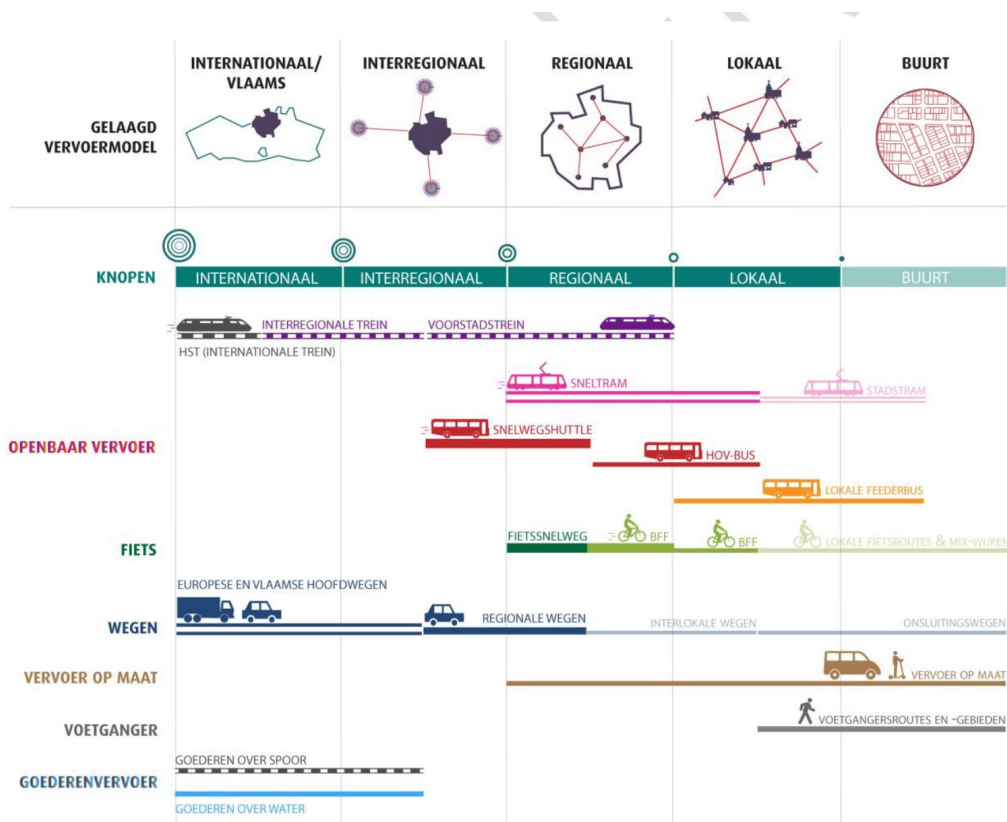 INTERNATIONAAL/
VLAAMS
INTERREGIONAAL
REGIONAAL
LOKAAL
BUURT
GELAAGD
VERVOERMODEL
KNOPEN
INTERNATIONAAL
INTERREGIONAAL
REGIONAAL
LOKAAL
BUURT
INTERREGIONALE TREIN
VOORSTADSTREIN
HST (INTERNATIONALE TREIN)
SNELTRAM
STADSTRAM
OPENBAAR VERVOER
SNELWEGSHUTTLE
HOV-BUS
LOKALE FEEDERBUS
FIETS
FIETSSNELWEG
BFF
BFF
LOKALE FIETSROUTES & MIX-WIJKEN
EUROPESE EN VLAAMSE HOOFDWEGEN
WEGEN
REGIONALE WEGEN
INTERLOKALE WEGEN
ONSLUITINGSWEGEN
VERVOER OP MAAT
VERVOER OP MAAT
VOETGANGER
VOETGANGERSROUTES EN -GEBIEDEN
GOEDEREN OVER SPOOR
GOEDERENVERVOER
GOEDEREN OVER WATER